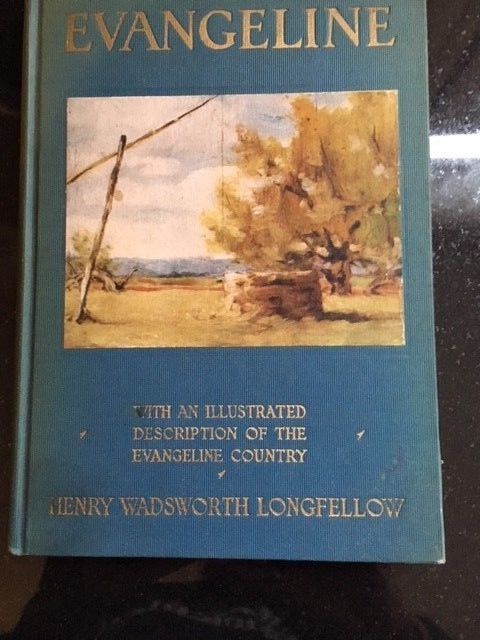 EVANGELINE
WITH AN ILLUSTRATED
DESCRIPTION OF THE
EVANGELINE COUNTRY
HENRY WADSWORTH LONGFELLOW